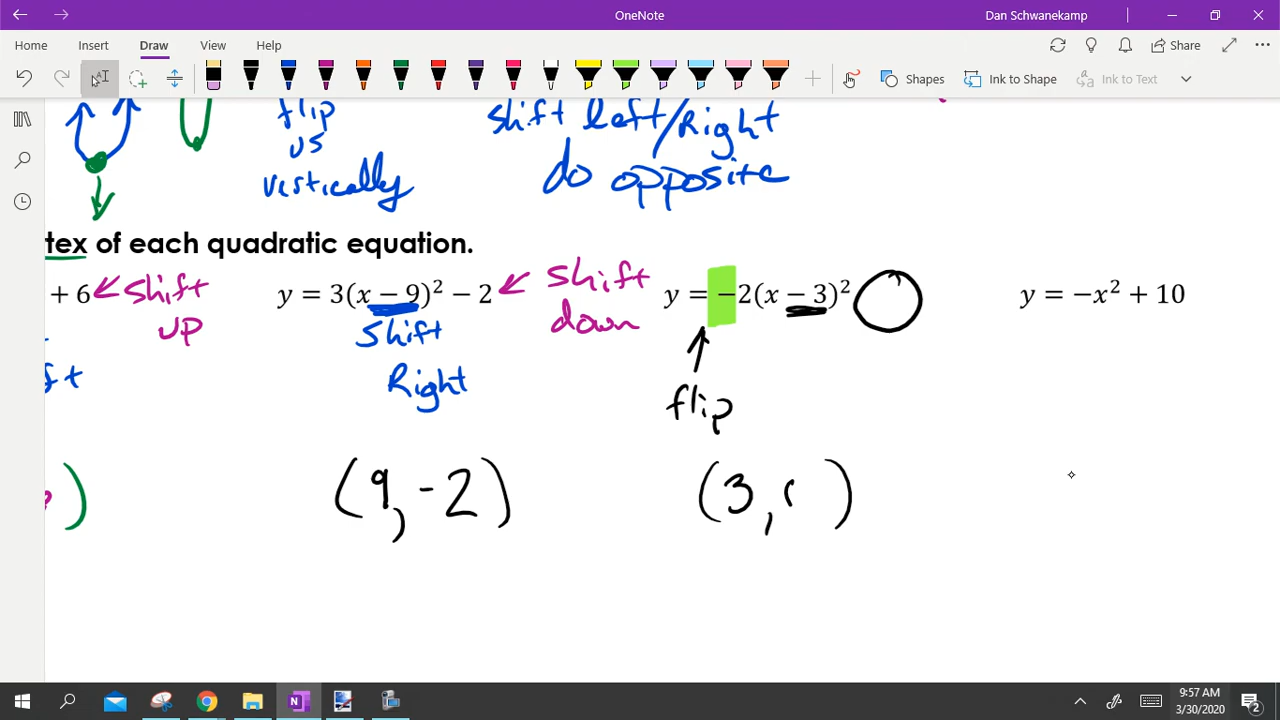 OneNote
Dan Schwanekamp
Home Insert Draw View Help
Share
Shapes
Ink to Shape
Ink to Text
flip
us
vertically
shift left/Right
do opposite
tex of each quadratic equation.
+ 6
shift
up
ft
y = 3(x − 9)² − 2
shift
down
shift
Right
y = −2(x − 3)²
flip
y = −x² + 10
)
(9, -2)
(3, )
9:57 AM
3/30/2020
2